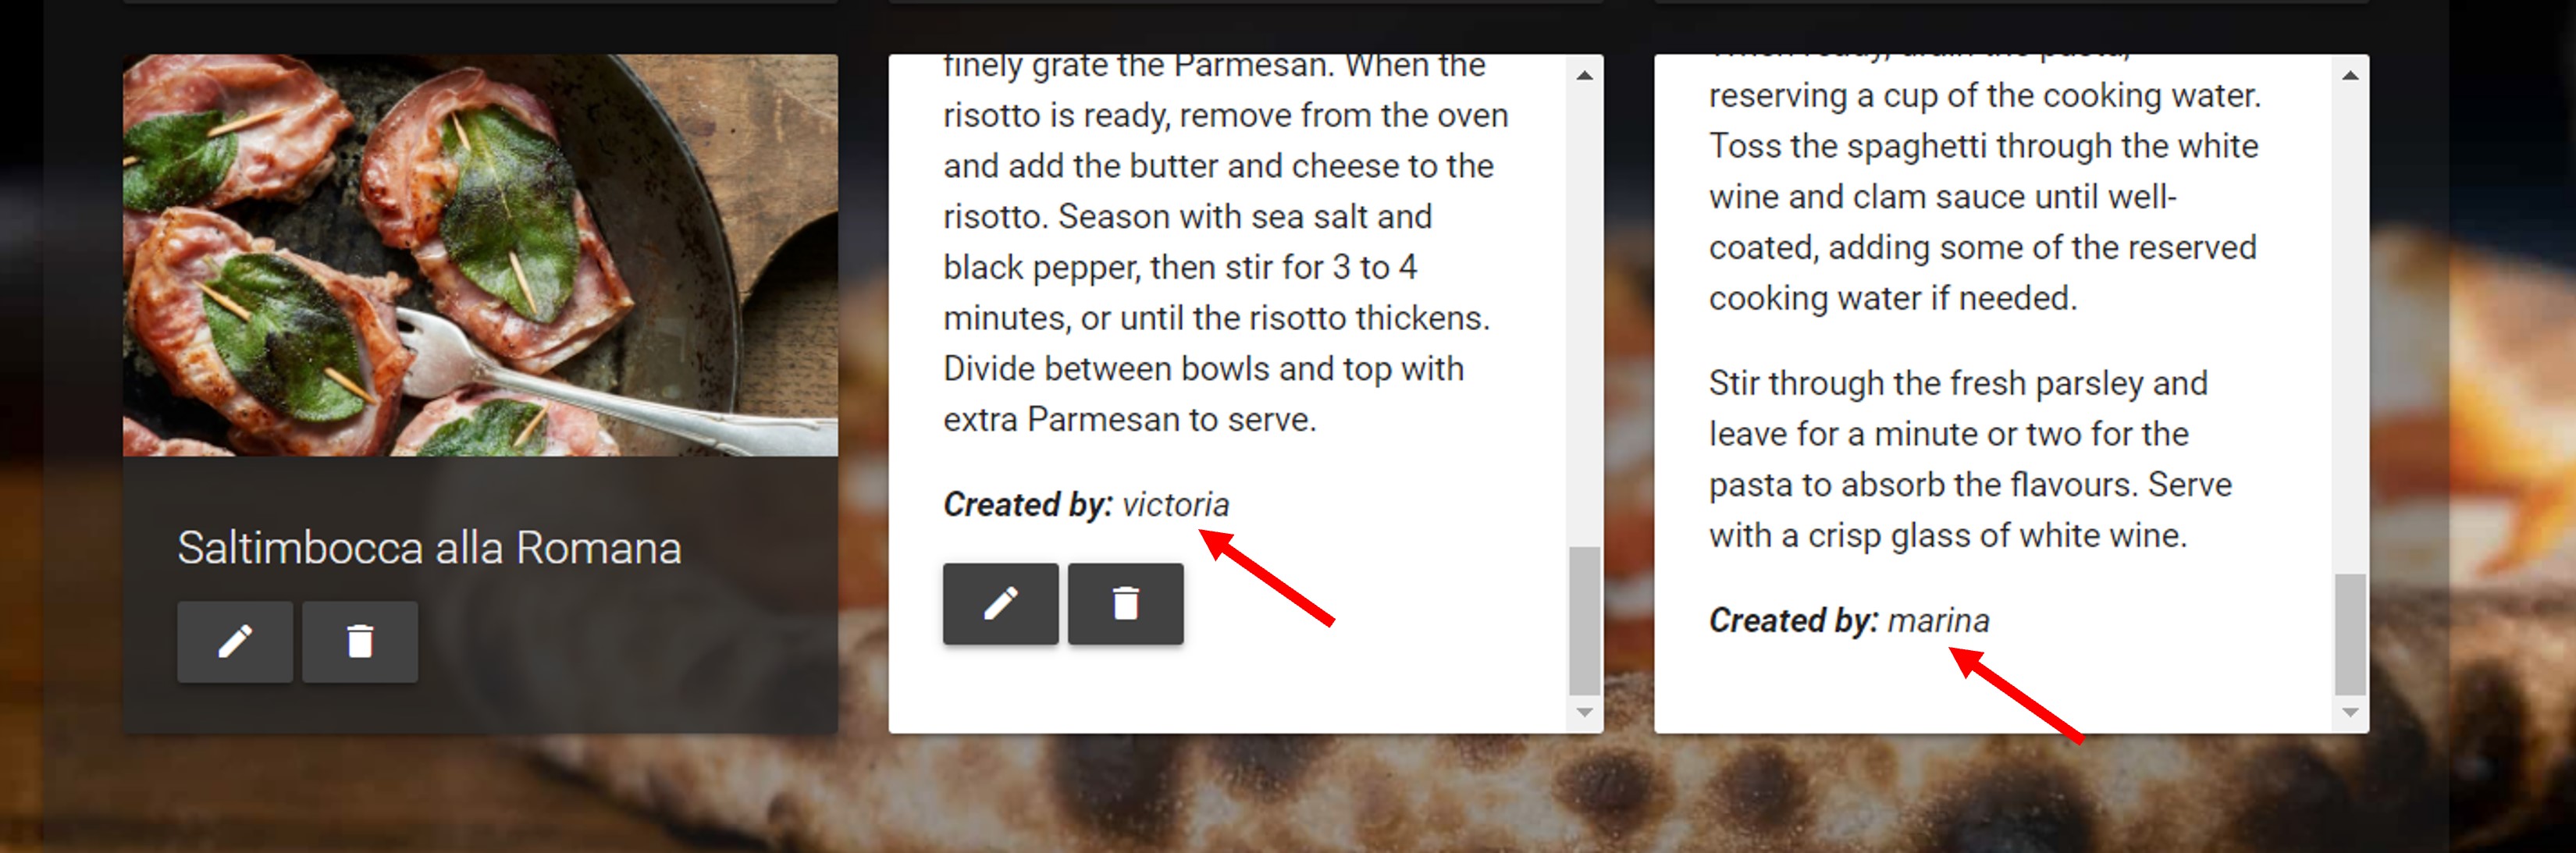 Saltimbocca alla Romana
finely grate the Parmesan. When the
risotto is ready, remove from the oven
and add the butter and cheese to the
risotto. Season with sea salt and
black pepper, then stir for 3 to 4
minutes, or until the risotto thickens.
Divide between bowls and top with
extra Parmesan to serve.
Created by: victoria
When ready, drain the pasta,
reserving a cup of the cooking water.
Toss the spaghetti through the white
wine and clam sauce until well-
coated, adding some of the reserved
cooking water if needed.
Stir through the fresh parsley and
leave for a minute or two for the
pasta to absorb the flavours. Serve
with a crisp glass of white wine.
Created by: marina